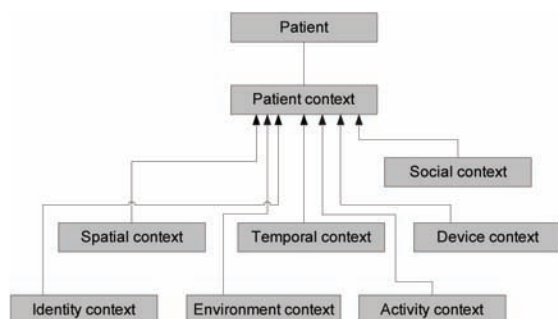 Patient
Patient context
Social context
Spatial context
Temporal context
Device context
Identity context
Environment context
Activity context